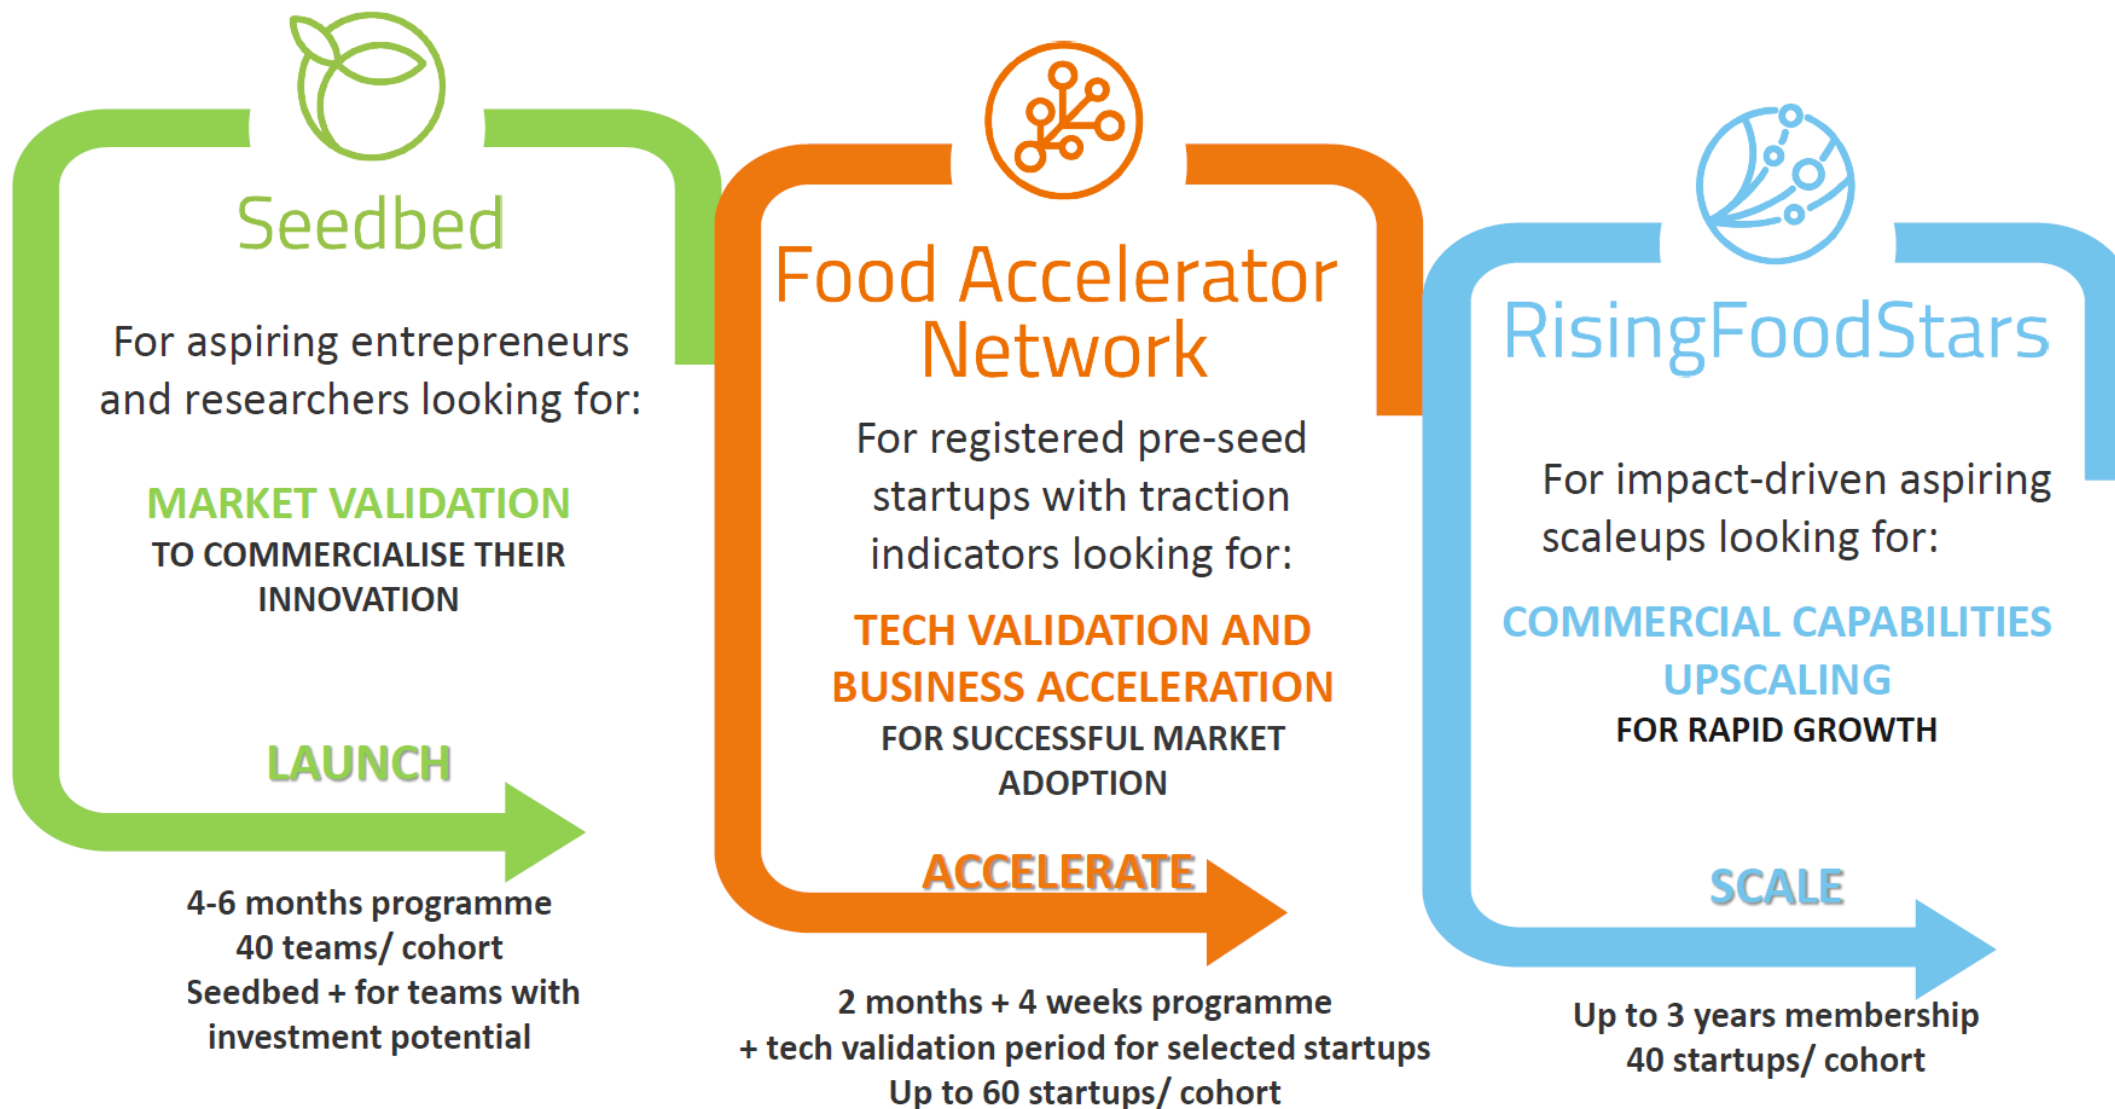 Seedbed
For aspiring entrepreneurs
and researchers looking for:
MARKET VALIDATION
TO COMMERCIALISE THEIR
INNOVATION
LAUNCH
4-6 months programme
40 teams/ cohort
Seedbed + for teams with
investment potential
Food Accelerator
Network
For registered pre-seed
startups with traction
indicators looking for:
TECH VALIDATION AND
BUSINESS ACCELERATION
FOR SUCCESSFUL MARKET
ADOPTION
ACCELERATE
2 months + 4 weeks programme
+ tech validation period for selected startups
Up to 60 startups/ cohort
RisingFoodStars
For impact-driven aspiring
scaleups looking for:
COMMERCIAL CAPABILITIES
UPSCALING
FOR RAPID GROWTH
SCALE
Up to 3 years membership
40 startups/ cohort